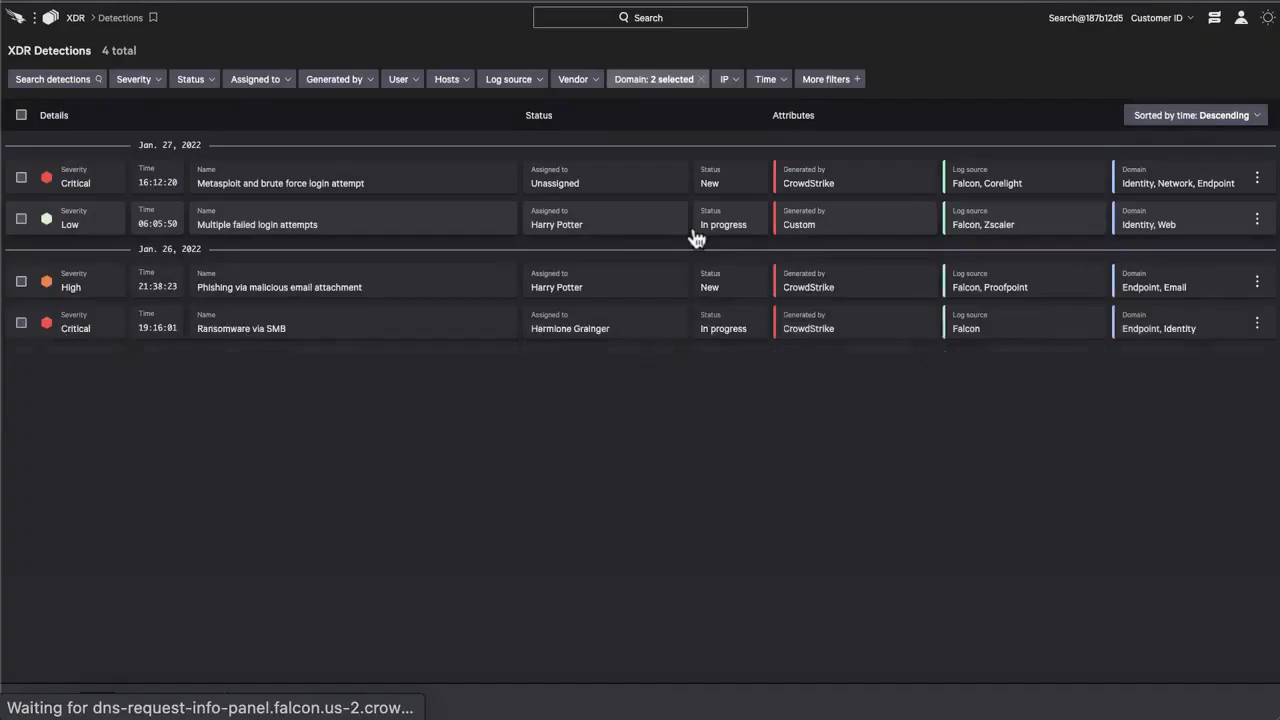 XDR > Detections
Search
Search@187b12d5 Customer ID
XDR Detections 4 total
Search detections Severity Status Assigned to Generated by User Hosts Log source Vendor Domain: 2 selected IP Time More filters +
Details Status Attributes Sorted by time: Descending
Jan. 27, 2022
Severity Time Name Assigned to Status Generated by Log source Domain
Critical 16:12:20 Metasploit and brute force login attempt Unassigned New CrowdStrike Falcon, Corelight Identity, Network, Endpoint
Severity Time Name Assigned to Status Generated by Log source Domain
Low 06:05:50 Multiple failed login attempts Harry Potter In progress Custom Falcon, Zscaler Identity, Web
Jan. 26, 2022
Severity Time Name Assigned to Status Generated by Log source Domain
High 21:38:23 Phishing via malicious email attachment Harry Potter New CrowdStrike Falcon, Proofpoint Endpoint, Email
Severity Time Name Assigned to Status Generated by Log source Domain
Critical 19:16:01 Ransomware via SMB Harmione Grainger In progress CrowdStrike Falcon Endpoint, Identity
Waiting for dns-request-info-panel.falcon.us-2.crow...